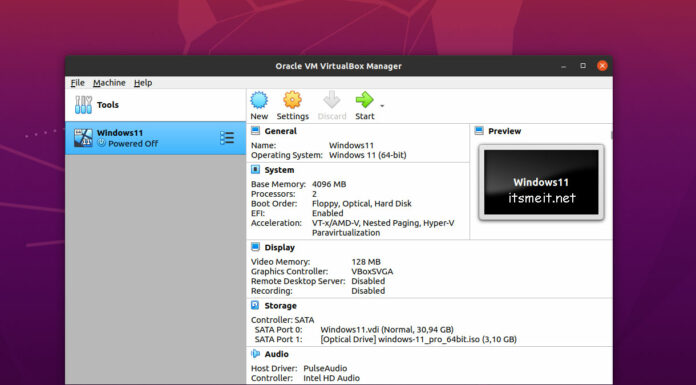 Oracle VM VirtualBox Manager
File Machine Help
Tools
New Settings Discard Start
Windows11
Powered Off
General
Name: Windows11
Operating System: Windows 11 (64-bit)
Preview
Windows11
itsmeit.net
System
Base Memory: 4096 MB
Processors: 2
Boot Order: Floppy, Optical, Hard Disk
EFI: Enabled
Acceleration: VT-x/AMD-V, Nested Paging, Hyper-V
Paravirtualization
Display
Video Memory: 128 MB
Graphics Controller: VBoxSVGA
Remote Desktop Server: Disabled
Recording: Disabled
Storage
Controller: SATA
SATA Port 0: Windows11.vdi (Normal, 30,94 GB)
SATA Port 1: [Optical Drive] windows-11_pro_64bit.iso (3,10 GB)
Audio
Host Driver: PulseAudio
Controller: Intel HD Audio